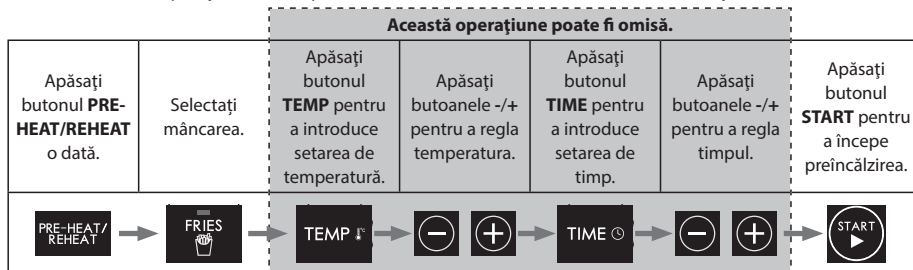 Această operaţiune poate fi omisă.
Apăsaţi
butonul PRE-
HEAT/REHEAT
o dată.
Selectați
mâncarea.
Apăsaţi
butonul
TEMP pentru
a introduce
setarea de
temperatură.
Apăsaţi
butoanele -/+
pentru a regla
temperatura.
Apăsaţi
butonul
TIME pentru
a introduce
setarea de
timp.
Apăsaţi
butoanele -/+
pentru a regla
timpul.
Apăsaţi
butonul
START pentru
a începe
preîncălzirea.
PRE-HEAT/
REHEAT
FRIES
TEMP
- +
TIME
- +
START